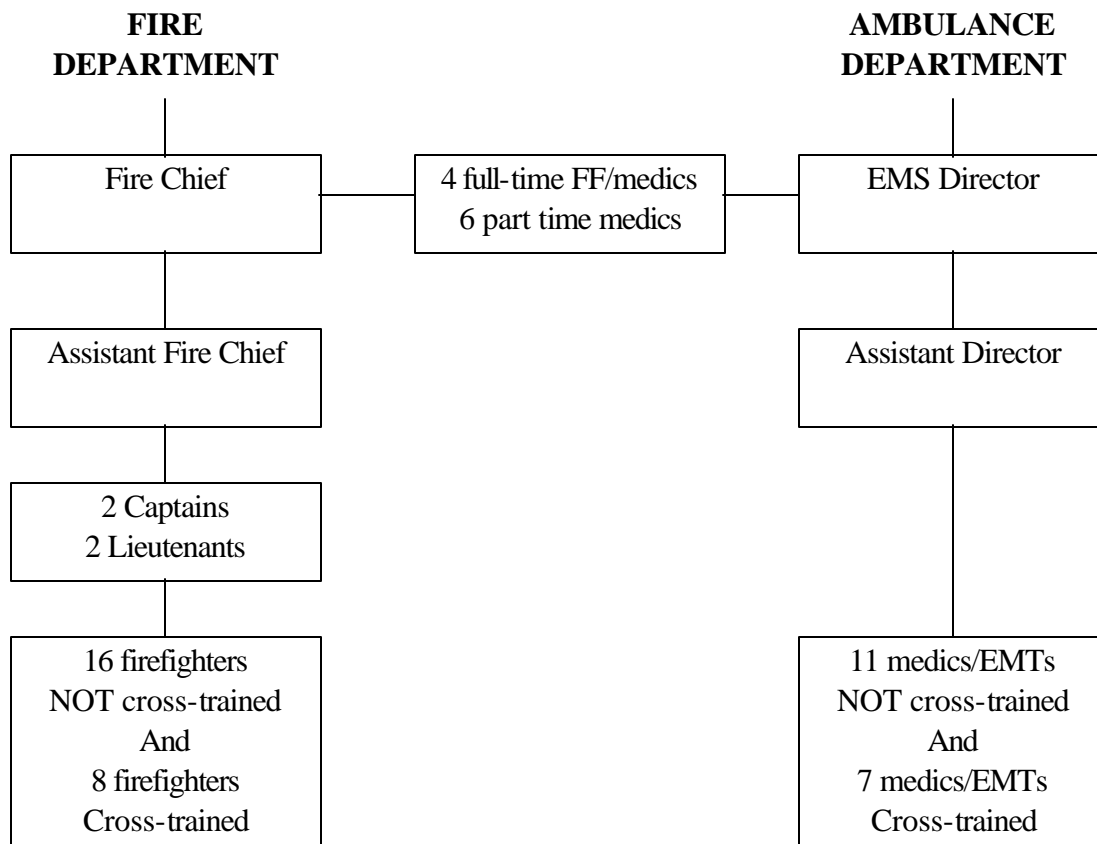 FIRE
DEPARTMENT
AMBULANCE
DEPARTMENT
Fire Chief
4 full-time FF/medics
6 part time medics
EMS Director
Assistant Fire Chief
Assistant Director
2 Captains
2 Lieutenants
16 firefighters
NOT cross-trained
And
8 firefighters
Cross-trained
11 medics/EMTs
NOT cross-trained
And
7 medics/EMTs
Cross-trained